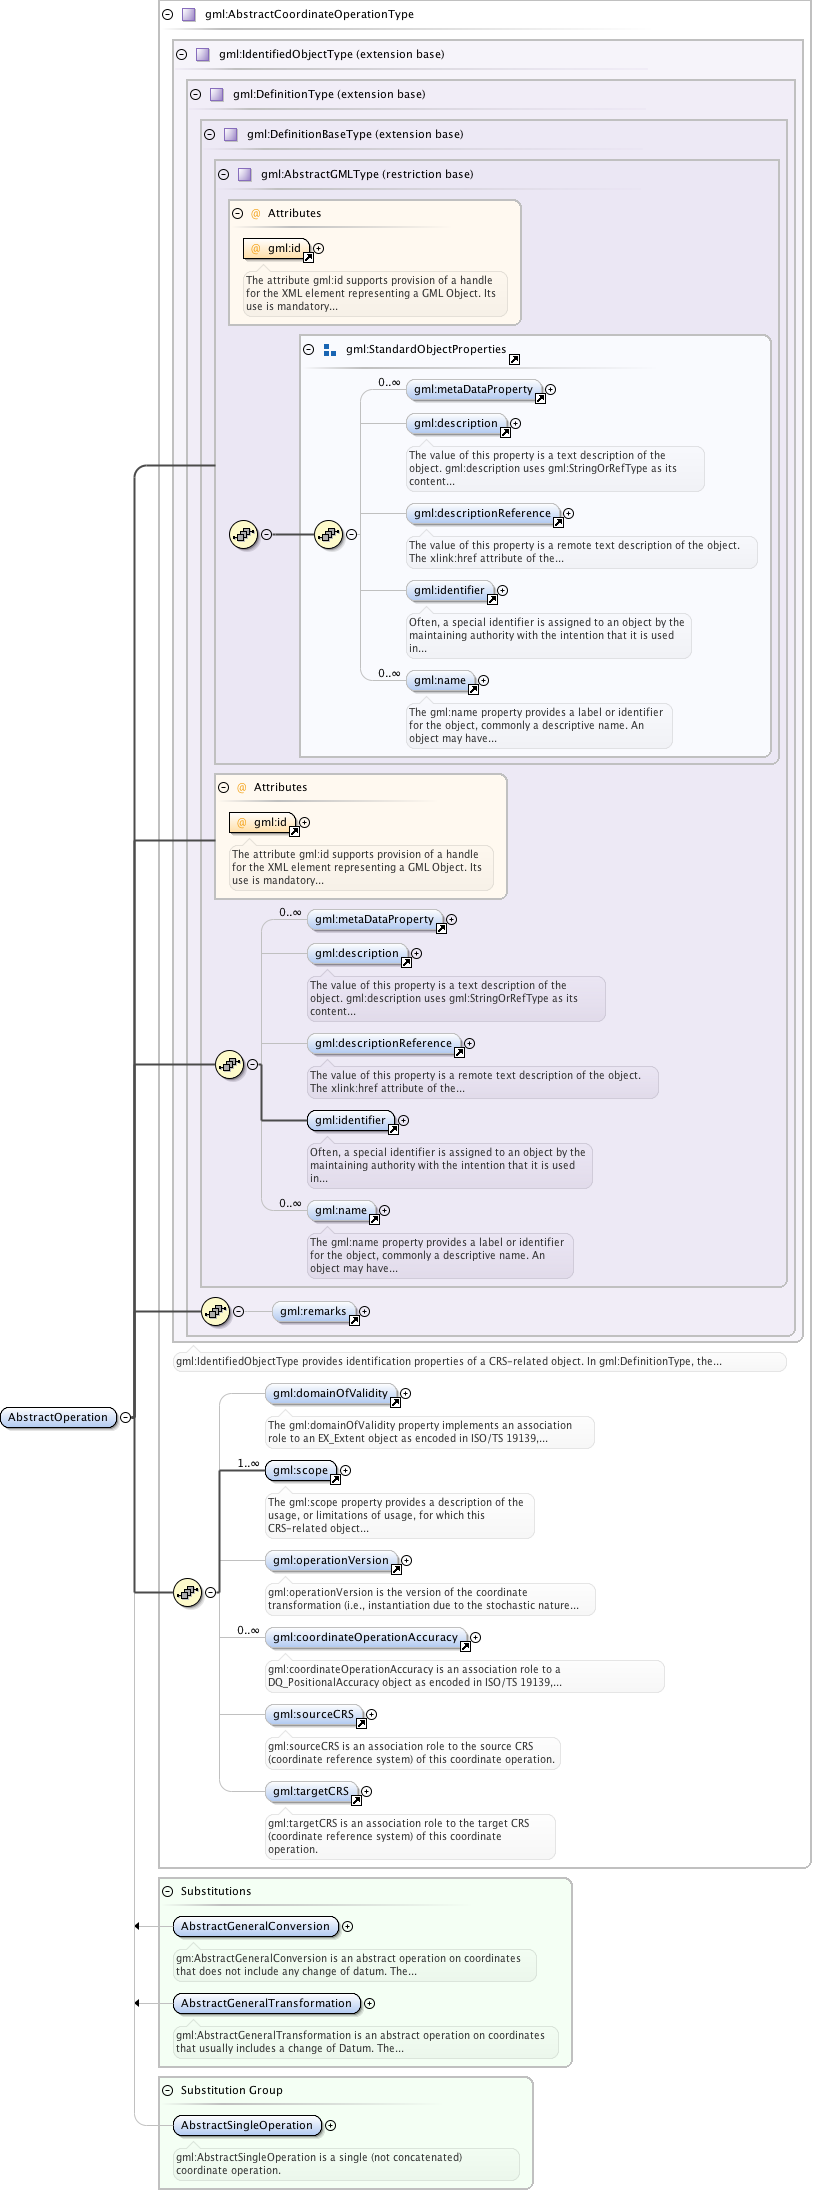 gml:AbstractCoordinateOperationType
gml:IdentifiedObjectType (extension base)
gml:DefinitionType (extension base)
gml:DefinitionBaseType (extension base)
gml:AbstractGMLType (restriction base)
@ Attributes
@ gml:id
The attribute gml:id supports provision of a handle
for the XML element representing a GML Object. Its
use is mandatory...
gml:StandardObjectProperties
0..∞
gml:metaDataProperty
gml:description
The value of this property is a text description of the
object. gml:description uses gml:StringOrRefType as its
content...
gml:descriptionReference
The value of this property is a remote text description of the object.
The xlink:href attribute of the...
gml:identifier
Often, a special identifier is assigned to an object by the
maintaining authority with the intention that it is used
in...
0..∞
gml:name
The gml:name property provides a label or identifier
for the object, commonly a descriptive name. An
object may have...
@ Attributes
@ gml:id
The attribute gml:id supports provision of a handle
for the XML element representing a GML Object. Its
use is mandatory...
0..∞
gml:metaDataProperty
gml:description
The value of this property is a text description of the
object. gml:description uses gml:StringOrRefType as its
content...
gml:descriptionReference
The value of this property is a remote text description of the object.
The xlink:href attribute of the...
gml:identifier
Often, a special identifier is assigned to an object by the
maintaining authority with the intention that it is used
in...
0..∞
gml:name
The gml:name property provides a label or identifier
for the object, commonly a descriptive name. An
object may have...
gml:remarks
gml:IdentifiedObjectType provides identification properties of a CRS-related object. In gml:DefinitionType, the...
AbstractOperation
gml:domainOfValidity
The gml:domainOfValidity property implements an association
role to an EX_Extent object as encoded in ISO/TS 19139,...
1..∞
gml:scope
The gml:scope property provides a description of the
usage, or limitations of usage, for which this
CRS-related object...
gml:operationVersion
gml:operationVersion is the version of the coordinate
transformation (i.e., instantiation due to the stochastic nature...
0..∞
gml:coordinateOperationAccuracy
gml:coordinateOperationAccuracy is an association role to a
DQ_PositionalAccuracy object as encoded in ISO/TS 19139,...
gml:sourceCRS
gml:sourceCRS is an association role to the source CRS
(coordinate reference system) of this coordinate operation.
gml:targetCRS
gml:targetCRS is an association role to the target CRS
(coordinate reference system) of this coordinate
operation.
Substitutions
AbstractGeneralConversion
gm:AbstractGeneralConversion is an abstract operation on coordinates
that does not include any change of datum. The...
AbstractGeneralTransformation
gml:AbstractGeneralTransformation is an abstract operation on coordinates
that usually includes a change of Datum. The...
Substitution Group
AbstractSingleOperation
gml:AbstractSingleOperation is a single (not concatenated)
coordinate operation.